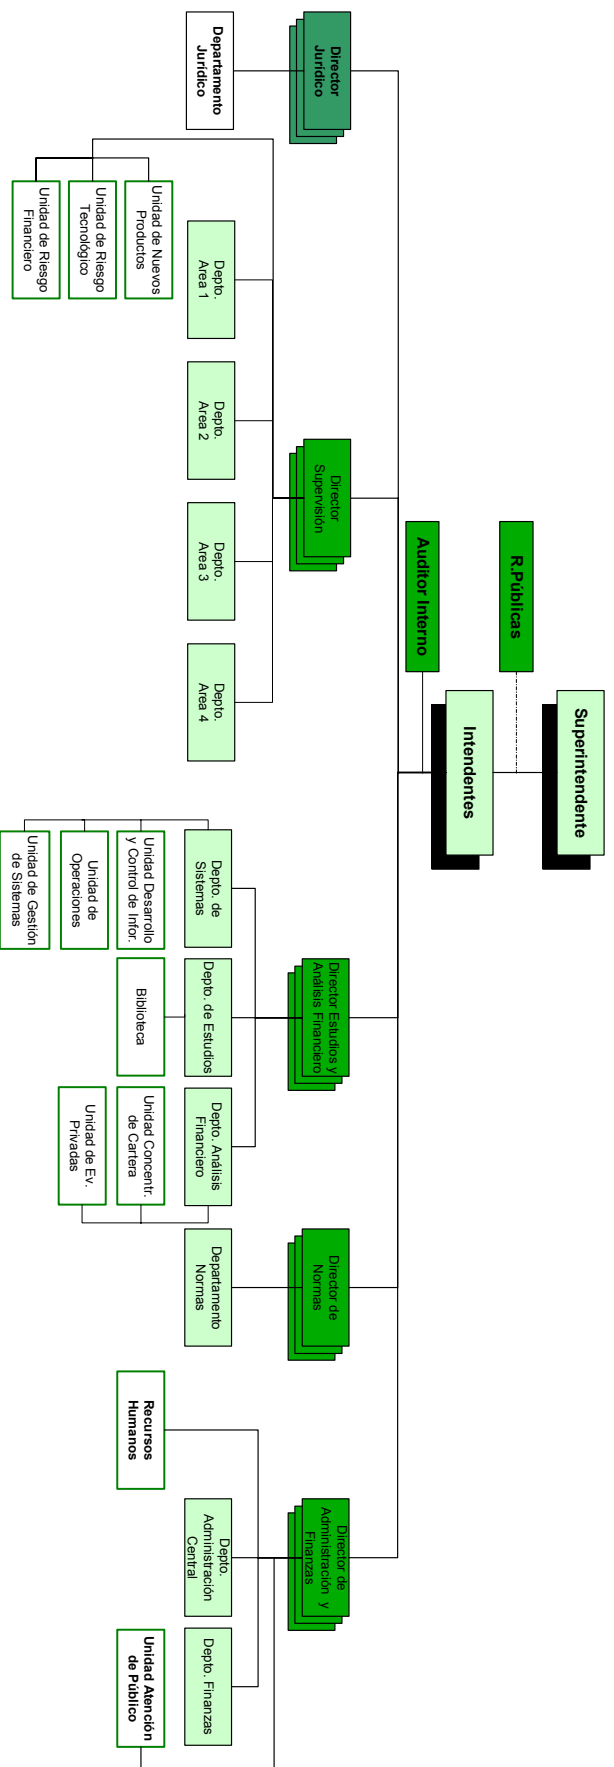 Superintendente
R.Públicas
Intendentes
Auditor Interno
Director
Jurídico
Director
Supervisión
Director Estudios y
Análisis Financiero
Director de
Normas
Director de
Administración y
Finanzas
Departamento
Jurídico
Depto.
Area 1
Depto.
Area 2
Depto.
Area 3
Depto.
Area 4
Depto. de
Sistemas
Depto. de Estudios
Depto. Análisis
Financiero
Departamento
Normas
Depto.
Administración
Central
Depto. Finanzas
Unidad de Nuevos
Productos
Unidad de Riesgo
Tecnológico
Unidad de Riesgo
Financiero
Unidad Desarrollo
y Control de Infor.
Unidad de
Operaciones
Unidad de Gestión
de Sistemas
Biblioteca
Unidad Concentr.
de Cartera
Unidad de Ev.
Privadas
Recursos
Humanos
Unidad Atención
de Público